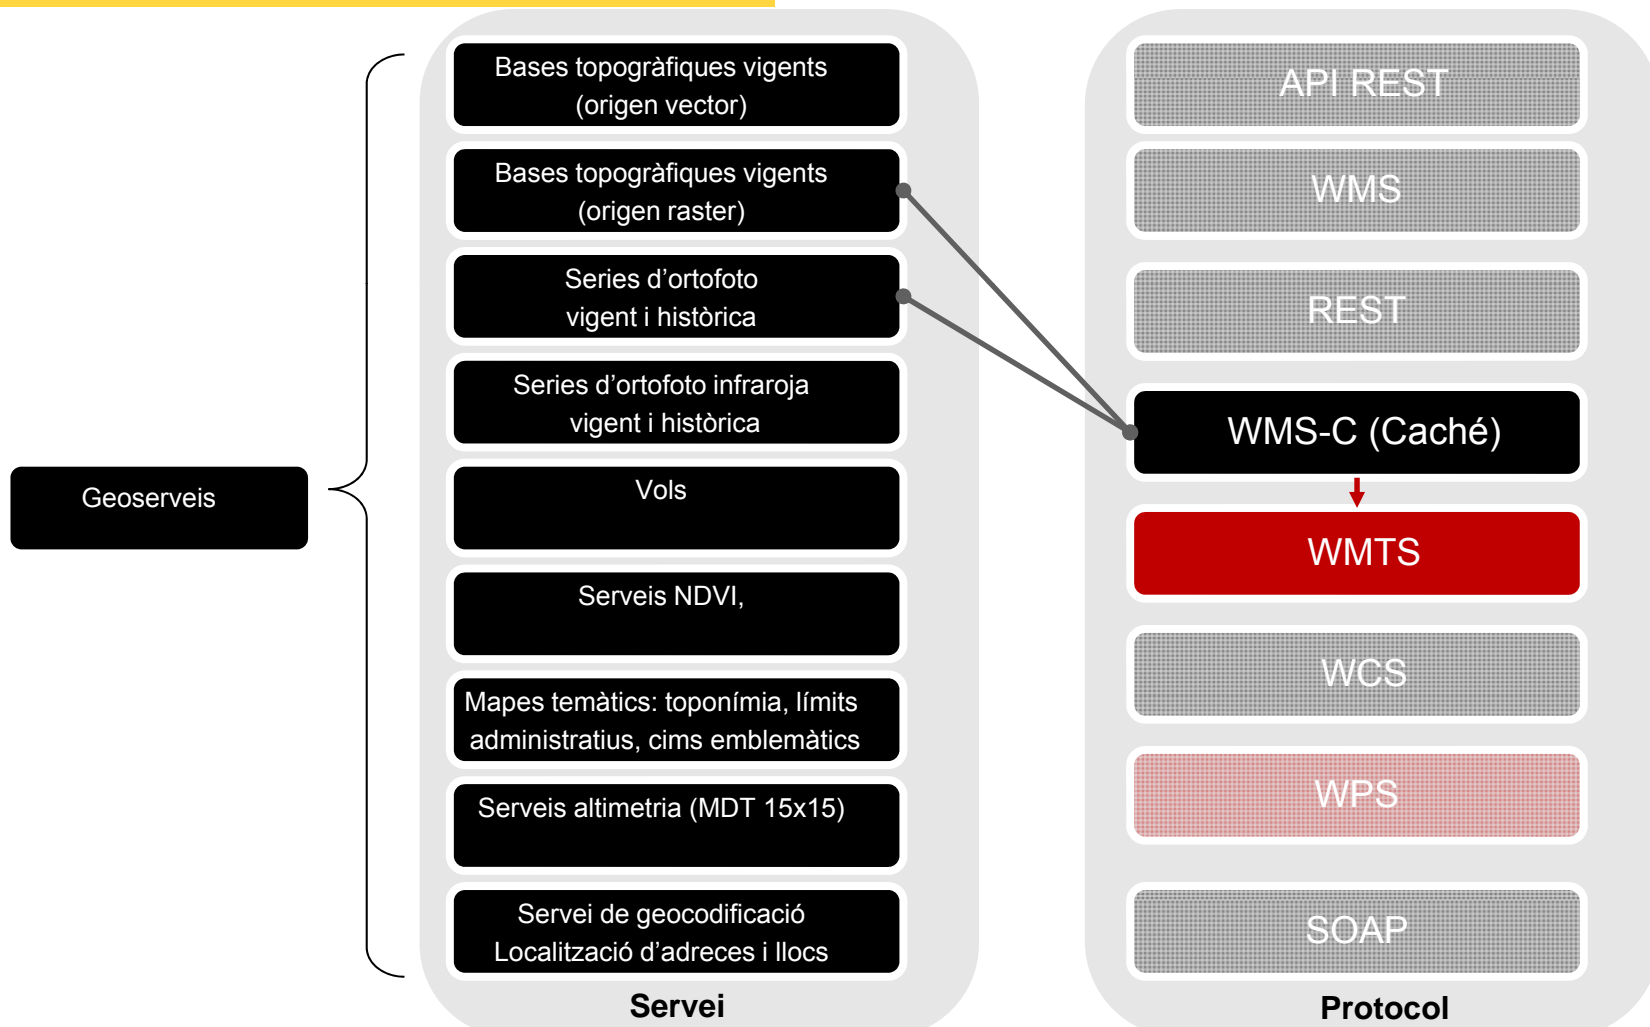 Geoserveis
Bases topogràfiques vigents
(origen vector)
Bases topogràfiques vigents
(origen raster)
Series d’ortofoto
vigent i històrica
Series d’ortofoto infraroja
vigent i històrica
Vols
Serveis NDVI,
Mapes temàtics: toponímia, límits
administratius, cims emblemàtics
Serveis altimetria (MDT 15x15)
Servei de geocodificació
Localització d’adreces i llocs
Servei
API REST
WMS
REST
WMS-C (Caché)
WMTS
WCS
WPS
SOAP
Protocol